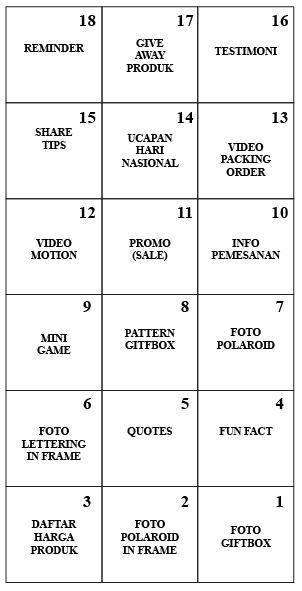 18
REMINDER
17
GIVE
AWAY
PRODUK
16
TESTIMONI
15
SHARE
TIPS
14
UCAPAN
HARI
NASIONAL
13
VIDEO
PACKING
ORDER
12
VIDEO
MOTION
11
PROMO
(SALE)
10
INFO
PEMESANAN
9
MINI
GAME
8
PATTERN
GITFBOX
7
FOTO
POLAROID
6
FOTO
LETTERING
IN FRAME
5
QUOTES
4
FUN FACT
3
DAFTAR
HARGA
PRODUK
2
FOTO
POLAROID
IN FRAME
1
FOTO
GIFTBOX